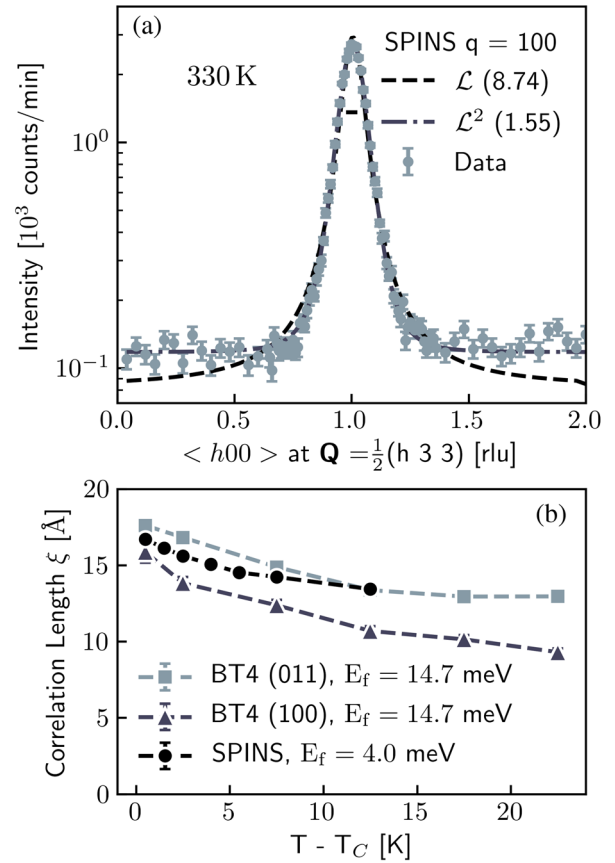 (a)
SPINS q = 100
330 K
ℒ (8.74)
ℒ² (1.55)
Data
Intensity [10³ counts/min]
10⁰
10⁻¹
0.0 0.5 1.0 1.5 2.0
< h00 > at Q =½(h 3 3) [rlu]
(b)
Correlation Length ξ [Å]
20
15
10
5
0
BT4 (011), E_f = 14.7 meV
BT4 (100), E_f = 14.7 meV
SPINS, E_f = 4.0 meV
0 5 10 15 20
T - T_C [K]